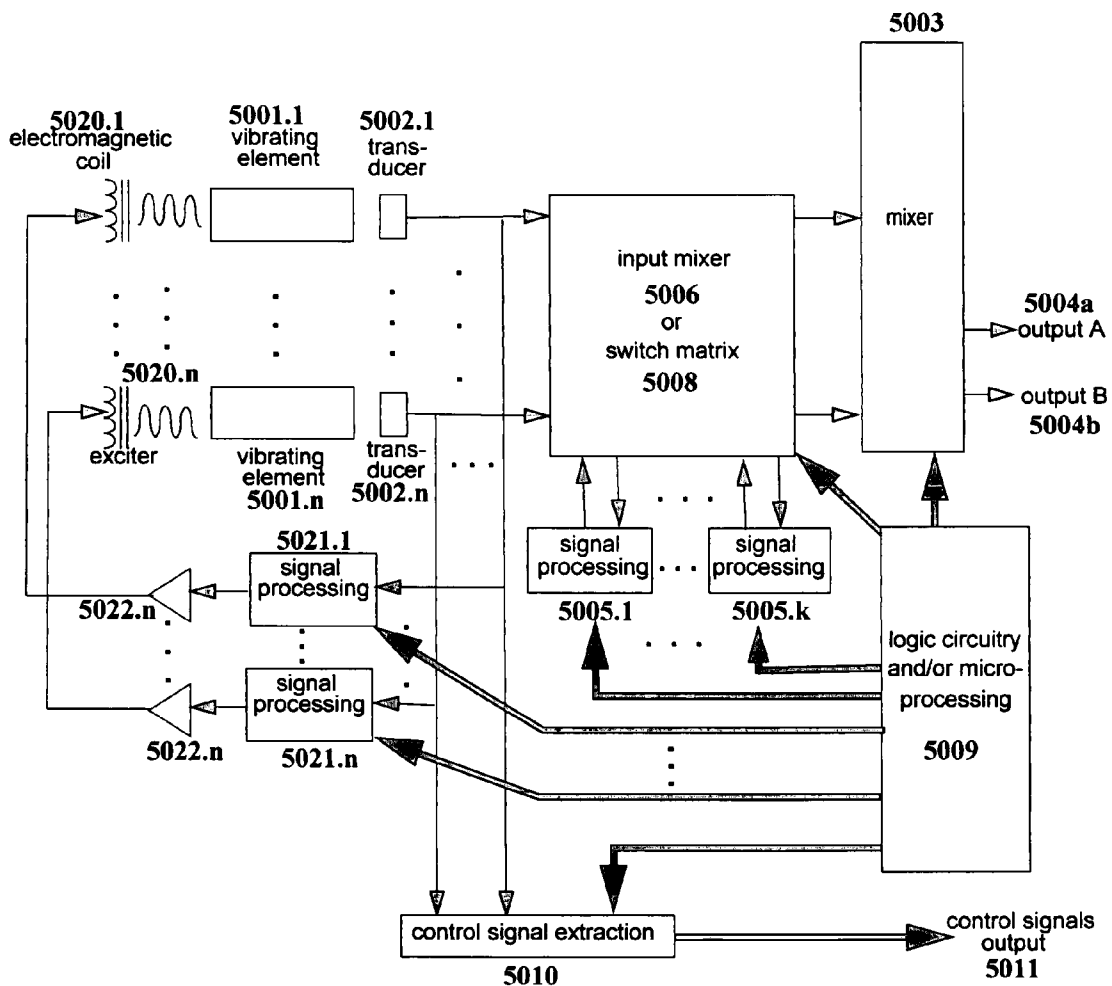 5003
mixer
5020.1
electromagnetic
coil
5001.1
vibrating
element
5002.1
trans-
ducer
input mixer
5006
or
switch matrix
5008
5004a
output A
output B
5004b
5020.n
exciter
vibrating
element
5001.n
trans-
ducer
5002.n
signal
processing
5005.1
signal
processing
5005.k
5021.1
signal
processing
5022.n
signal
processing
5022.n
5021.n
logic circuitry
and/or micro-
processing
5009
control signal extraction
5010
control signals
output
5011